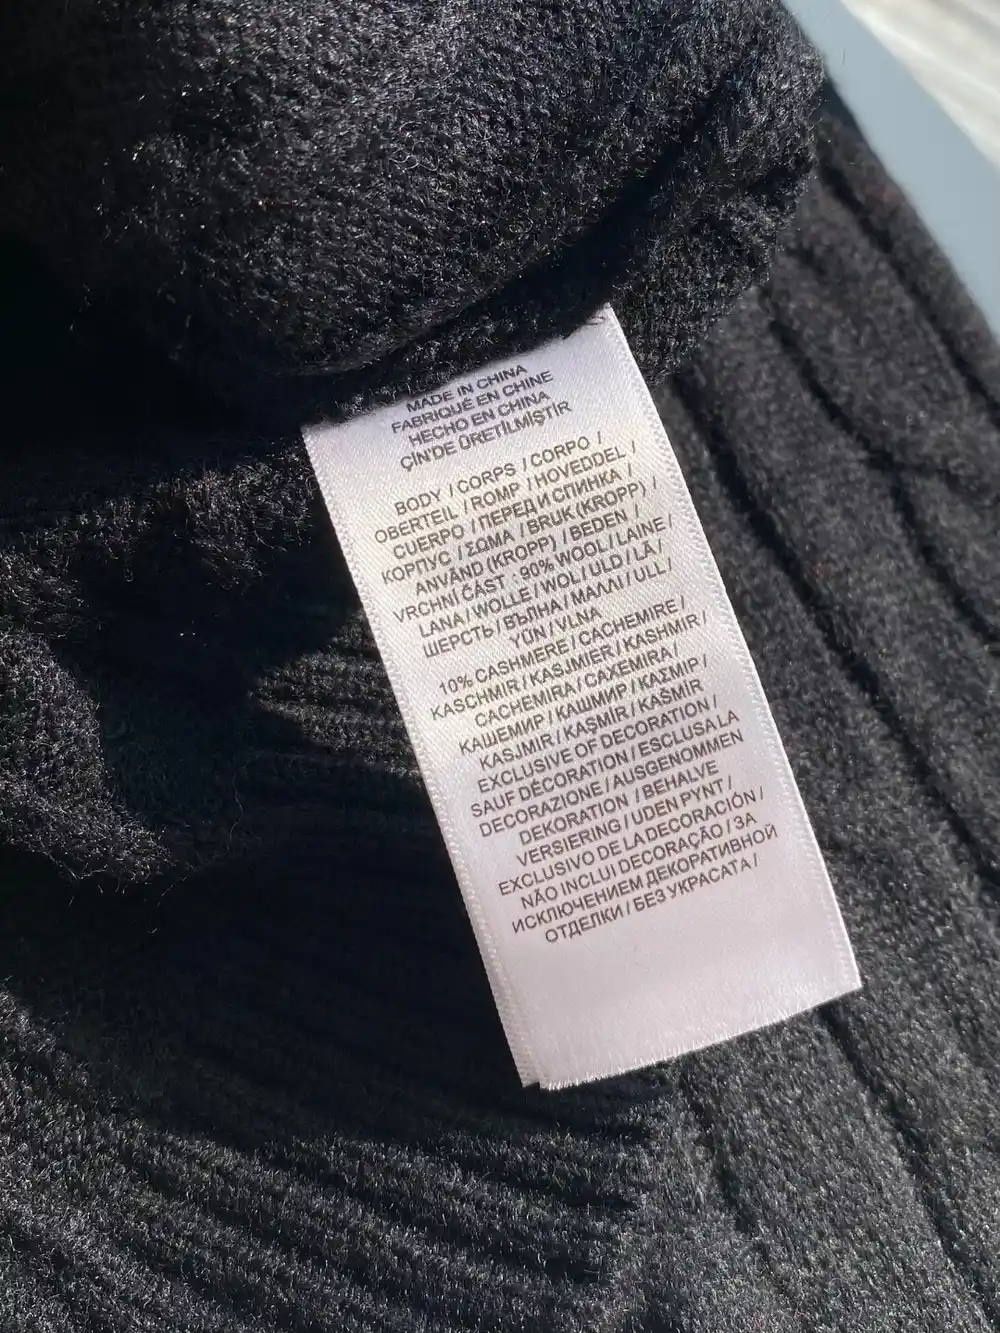 MADE IN CHINA
FABRIQUÉ EN CHINE
HECHO EN CHINA
ÇİN'DE ÜRETİLMİŞTİR
BODY / CORPS / CORPO /
OBERTEIL / ROMP / HOVEDDEL /
CUERPO / ПЕРЕД И СПИНКА /
КОРПУС / ΣΩΜΑ / BRUK (KROPP) /
ANVÄND (KROPP) / BEDEN /
VRCHNÍ ČÁST : 90% WOOL / LAINE /
LANA / WOLLE / WOL / ULD / LÃ /
ШЕРСТЬ / ВЪЛНА / ΜΑΛΛΙ / ULL /
YÜN / VLNA
10% CASHMERE / CACHEMIRE /
KASCHMIR / KASJMIER / KASHMIR /
CACHEMIRA / CAXEMIRA /
КАШЕМИР / КАШМИР / ΚΑΣΜΙΡ /
KASJMIR / KAŞMİR / KAŠMÍR
EXCLUSIVE OF DECORATION /
SAUF DÉCORATION / ESCLUSA LA
DECORAZIONE / AUSGENOMMEN
DEKORATION / BEHALVE
VERSIERING / UDEN PYNT /
EXCLUSIVO DE LA DECORACIÓN /
NÃO INCLUI DECORAÇÃO / ЗА
ИСКЛЮЧЕНИЕМ ДЕКОРАТИВНОЙ
ОТДЕЛКИ / БЕЗ УКРАСАТА /